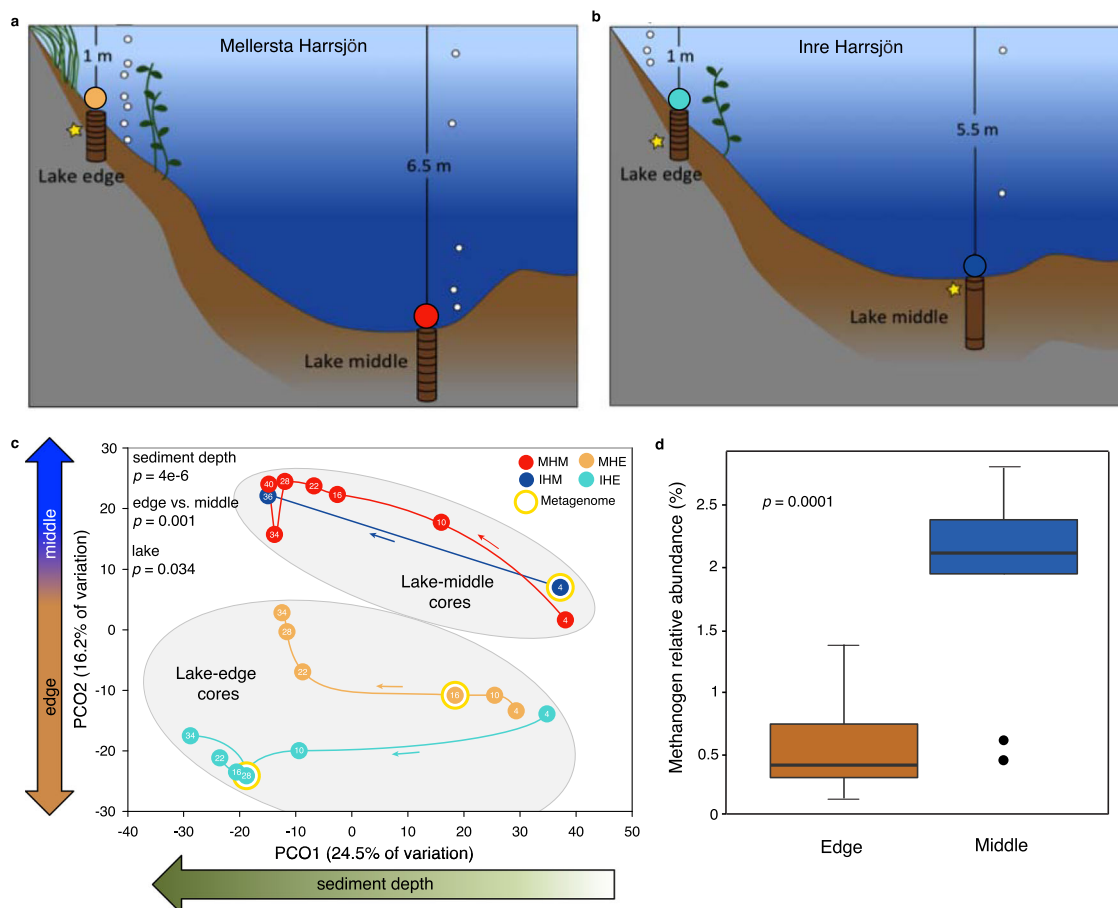 a
Mellersta Harrsjön
1 m
6.5 m
Lake edge
Lake middle
b
Inre Harrsjön
1 m
5.5 m
Lake edge
Lake middle
c
middle
edge
PCO2 (16.2% of variation)
30
20
10
0
-10
-20
-30
sediment depth
p = 4e-6
edge vs. middle
p = 0.001
lake
p = 0.034
MHM
MHE
IHM
IHE
Metagenome
40
28
22
16
36
34
10
4
4
Lake-middle
cores
34
28
22
16
10
4
Lake-edge
cores
34
22
16
28
10
4
-40
-30
-20
-10
0
10
20
30
40
50
PCO1 (24.5% of variation)
sediment depth
d
Methanogen relative abundance (%)
2.5
2
1.5
1
0.5
0
p = 0.0001
Edge
Middle